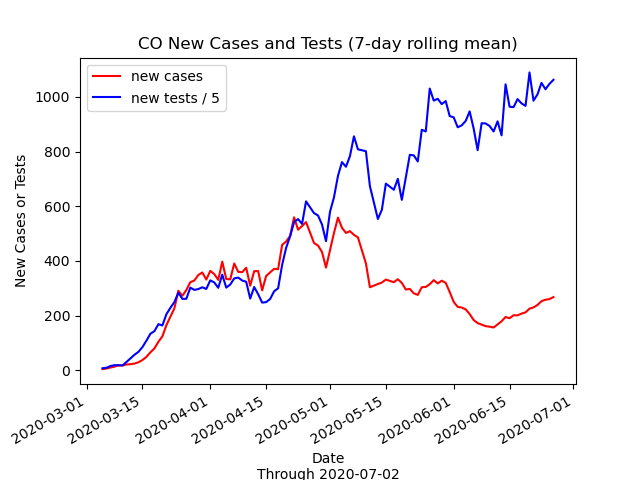 CO New Cases and Tests (7-day rolling mean)
new cases
new tests / 5
New Cases or Tests
1000
800
600
400
200
0
2020-03-01
2020-03-15
2020-04-01
2020-04-15
2020-05-01
2020-05-15
2020-06-01
2020-06-15
2020-07-01
Date
Through 2020-07-02